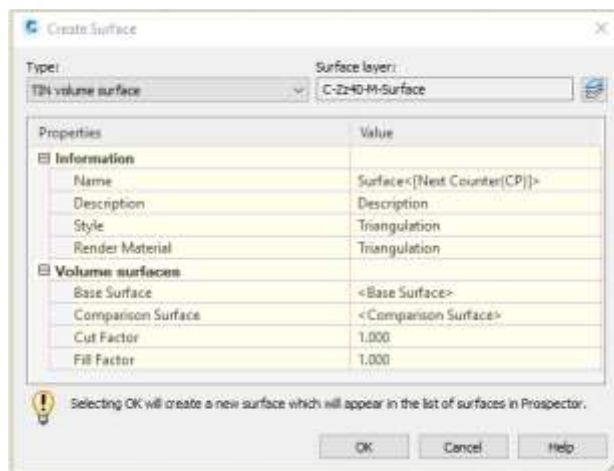 Create Surface
Type: Surface layer:
TIN volume surface C-Zz40-M-Surface
Properties Value
Information
Name Surface<[Next Counter(CP)]>
Description Description
Style Triangulation
Render Material Triangulation
Volume surfaces
Base Surface <Base Surface>
Comparison Surface <Comparison Surface>
Cut Factor 1.000
Fill Factor 1.000
Selecting OK will create a new surface which will appear in the list of surfaces in Prospector.
OK Cancel Help